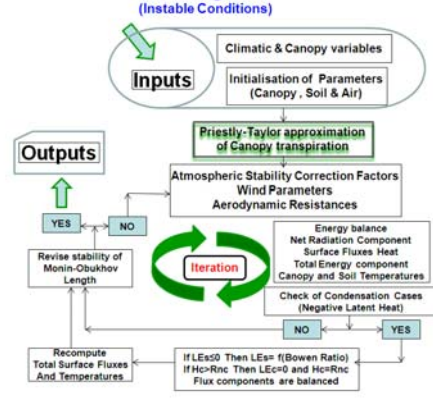 (Instable Conditions)
Inputs
Climatic & Canopy variables
Initialisation of Parameters
(Canopy , Soil & Air)
Priestly-Taylor approximation
of Canopy transpiration
Outputs
Atmospheric Stability Correction Factors
Wind Parameters
Aerodynamic Resistances
YES
NO
Revise stability of
Monin-Obukhov
Length
Iteration
Energy balance
Net Radiation Component
Surface Fluxes Heat
Total Energy component
Canopy and Soil Temperatures
Check of Condensation Cases
(Negative Latent Heat)
NO
YES
Recompute
Total Surface Fluxes
And Temperatures
If LEs≤0 Then LEs= f(Bowen Ratio)
If Hc>Rnc Then LEc=0 and Hc=Rnc
Flux components are balanced